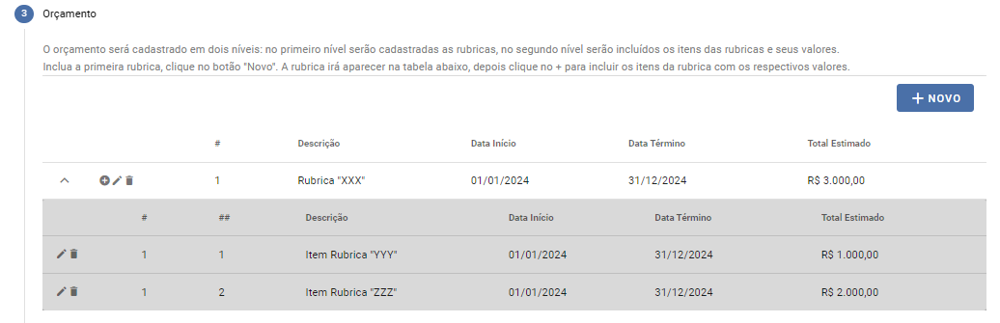 3 Orçamento
O orçamento será cadastrado em dois níveis: no primeiro nível serão cadastradas as rubricas, no segundo nível serão incluídos os itens das rubricas e seus valores.
Inclua a primeira rubrica, clique no botão "Novo". A rubrica irá aparecer na tabela abaixo, depois clique no + para incluir os itens da rubrica com os respectivos valores.
+ NOVO
# Descrição Data Início Data Término Total Estimado
1 Rubrica "XXX" 01/01/2024 31/12/2024 R$ 3.000,00
# ## Descrição Data Início Data Término Total Estimado
1 1 Item Rubrica "YYY" 01/01/2024 31/12/2024 R$ 1.000,00
1 2 Item Rubrica "ZZZ" 01/01/2024 31/12/2024 R$ 2.000,00